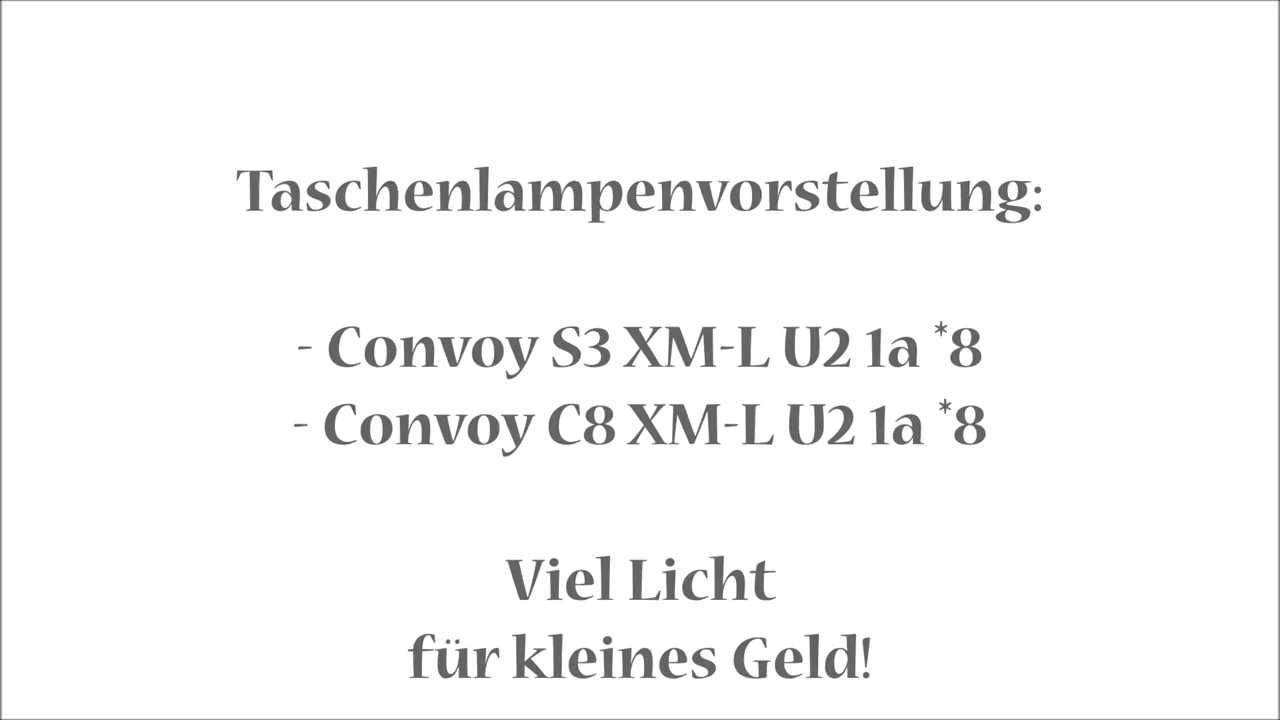 Taschenlampenvorstellung:
- Convoy S3 XM-L U2 1a *8
- Convoy C8 XM-L U2 1a *8
Viel Licht
für kleines Geld!